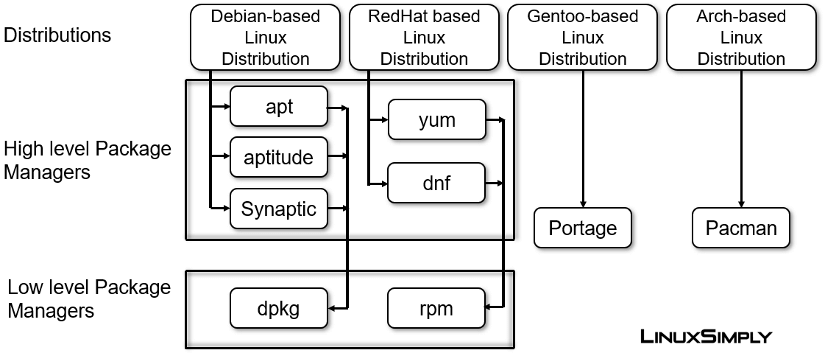 Distributions
Debian-based
Linux
Distribution
RedHat based
Linux
Distribution
Gentoo-based
Linux
Distribution
Arch-based
Linux
Distribution
High level Package
Managers
apt
aptitude
Synaptic
yum
dnf
Portage
Pacman
Low level Package
Managers
dpkg
rpm
LINUXSIMPLY